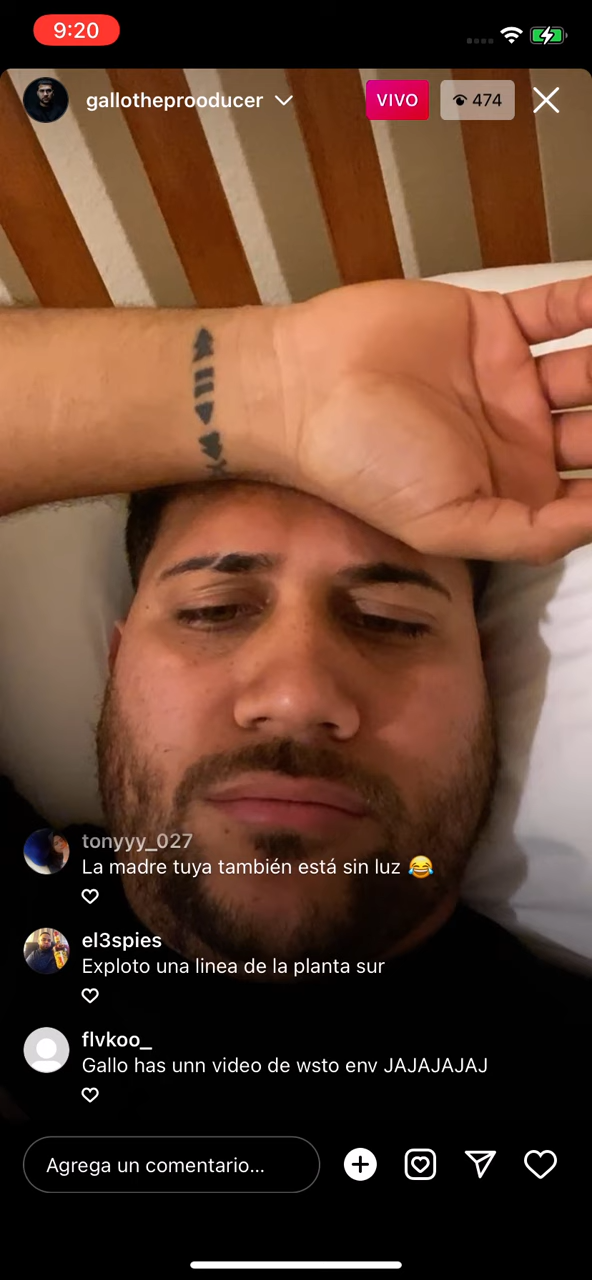 9:20
gallotheprooducer
VIVO
474
tonyyy_027
La madre tuya también está sin luz 😂
el3spies
Exploto una linea de la planta sur
flvkoo_
Gallo has unn video de wsto env JAJAJAJAJ
Agrega un comentario...